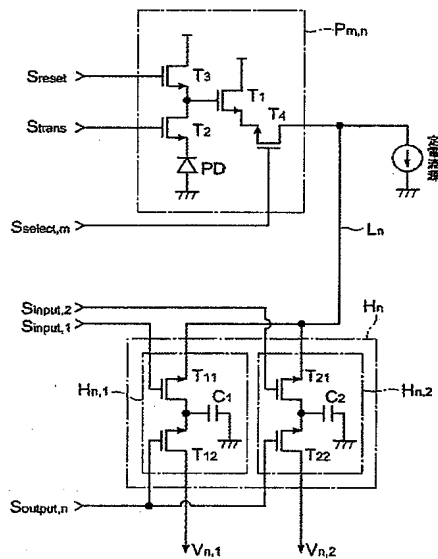 Pm,n
Sreset
T3
T1
T4
Strans
T2
PD
Sselect,m
Ln
Sinput,2
Sinput,1
Hn
T11
T21
Hn,1
C1
C2
Hn,2
T12
T22
Soutput,n
Vn,1
Vn,2